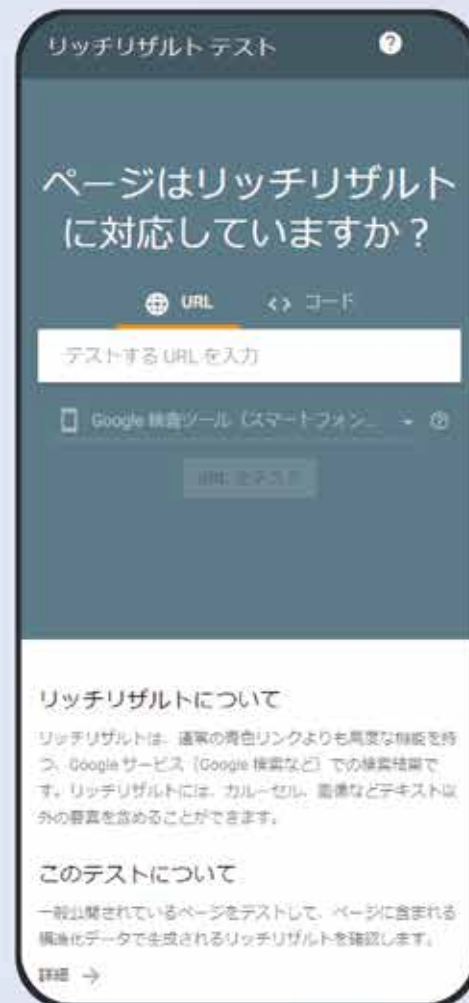 リッチリザルト テスト
?
ページはリッチリザルト
に対応していますか？
URL <> コード
テストする URL を入力
Google 検査ツール（スマートフォン... ?
URL をテスト
リッチリザルトについて
リッチリザルトは、通常の青色リンクよりも高度な機能を持
つ、Google サービス（Google 検索など）での検索結果で
す。リッチリザルトには、カルーセル、画像などテキスト以
外の要素を含めることができます。
このテストについて
一般公開されているページをテストして、ページに含まれる
構造化データで生成されるリッチリザルトを確認します。
詳細 →